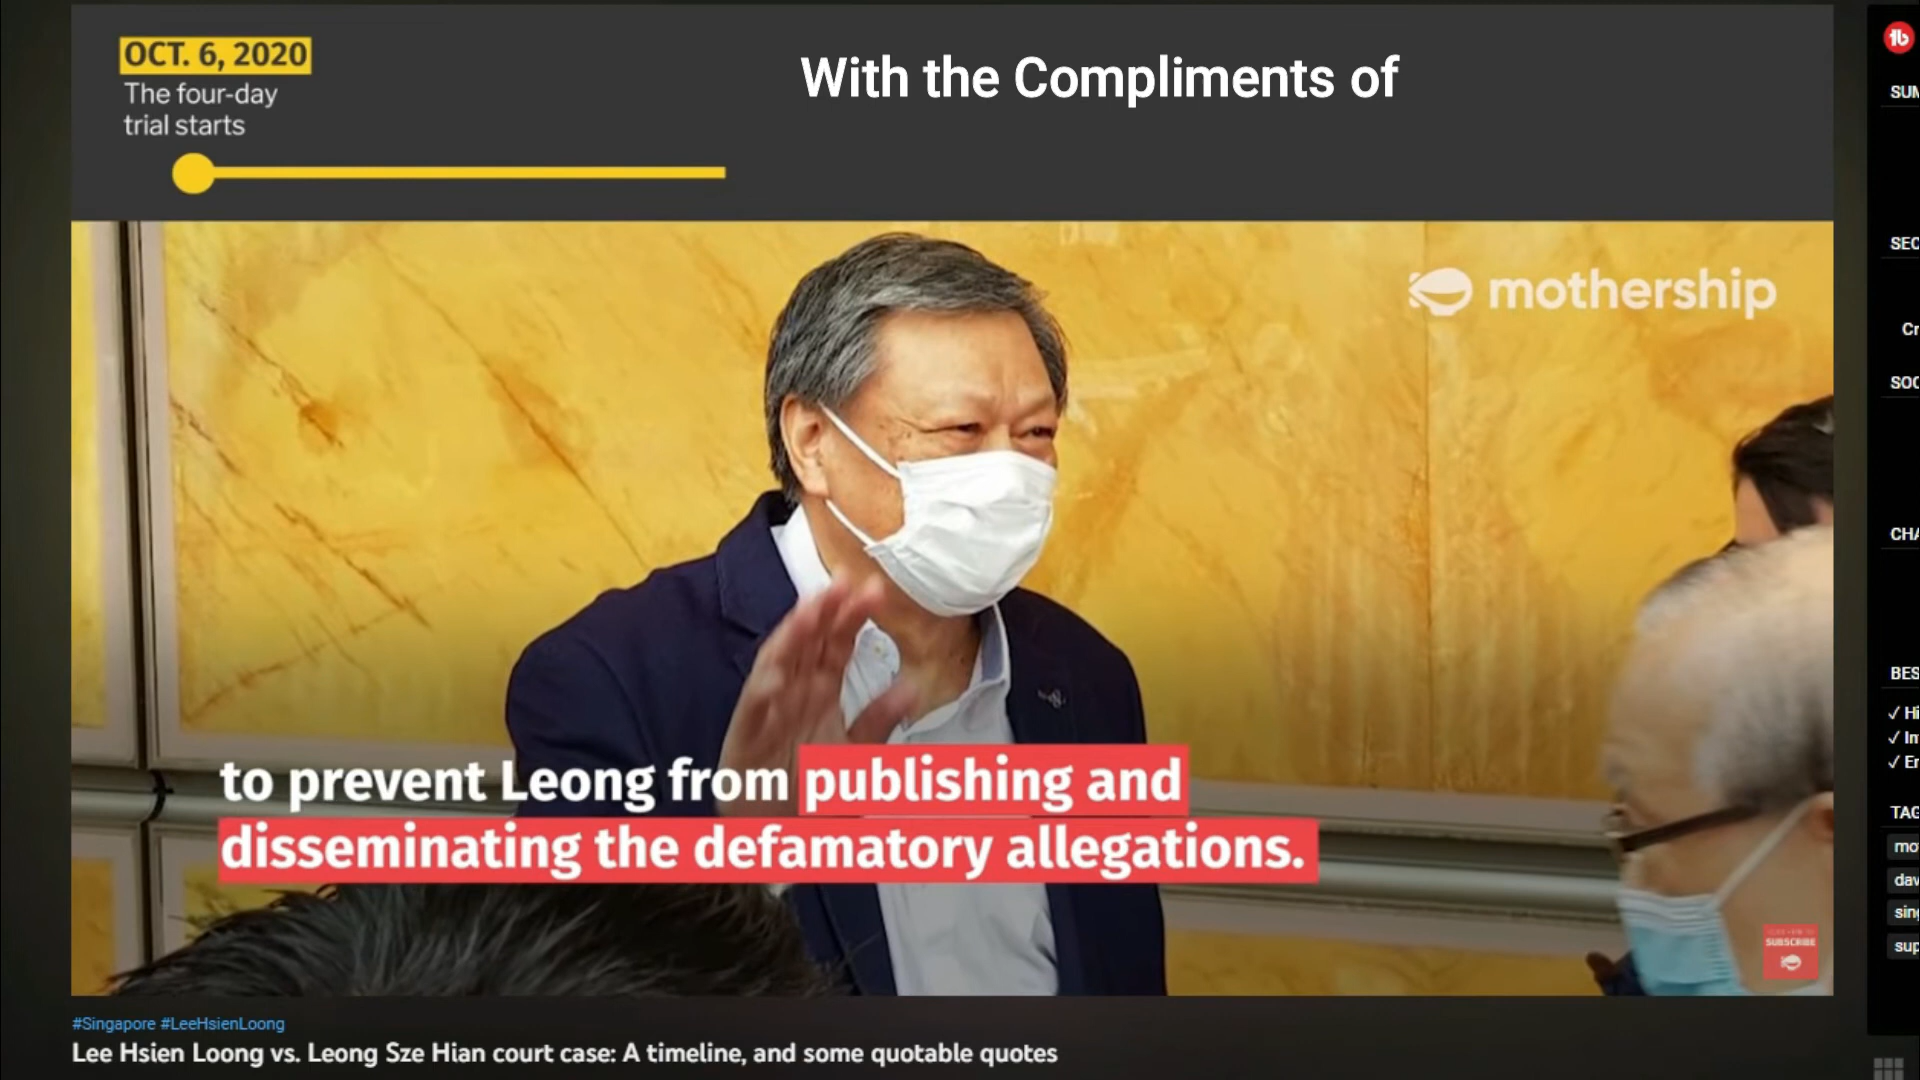 OCT. 6, 2020
The four-day
trial starts
With the Compliments of
mothership
to prevent Leong from publishing and
disseminating the defamatory allegations.
SUBSCRIBE
#Singapore #LeeHsienLoong
Lee Hsien Loong vs. Leong Sze Hian court case: A timeline, and some quotable quotes